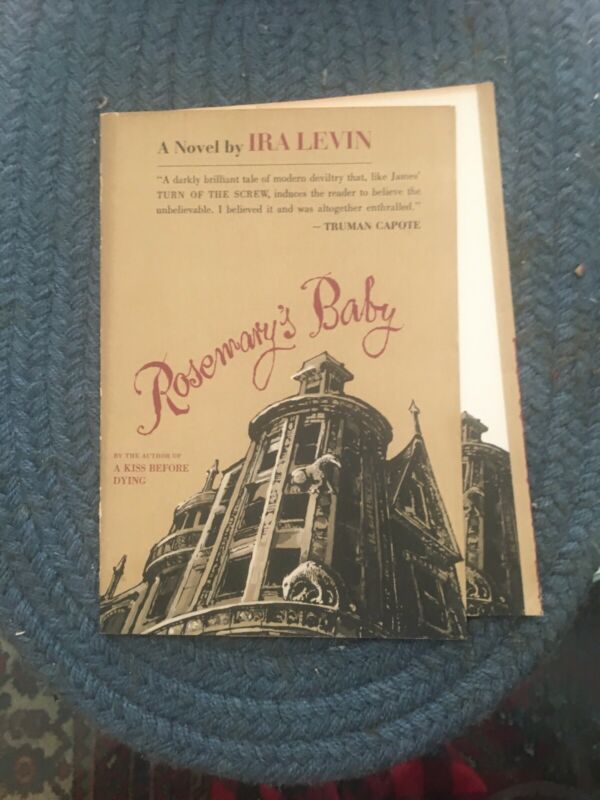 A Novel by IRA LEVIN
"A darkly brilliant tale of modern deviltry that, like James'
TURN OF THE SCREW, induces the reader to believe the
unbelievable. I believed it and was altogether enthralled."
– TRUMAN CAPOTE
Rosemary's Baby
BY THE AUTHOR OF
A KISS BEFORE
DYING